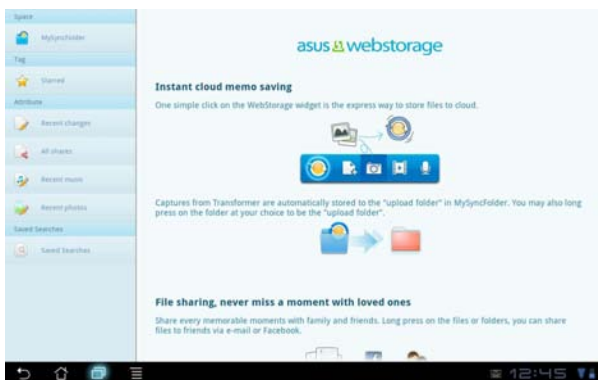 Space
MySyncFolder
Tag
Starred
Attribute
Recent changes
All shares
Recent music
Recent photos
Saved Searches
Saved Searches
asus webstorage
Instant cloud memo saving
One simple click on the WebStorage widget is the express way to store files to cloud.
Captures from Transformer are automatically stored to the "upload folder" in MySyncFolder. You may also long
press on the folder at your choice to be the "upload folder".
File sharing, never miss a moment with loved ones
Share every memorable moments with family and friends. Long press on the files or folders, you can share
files to friends via e-mail or Facebook.
12:45